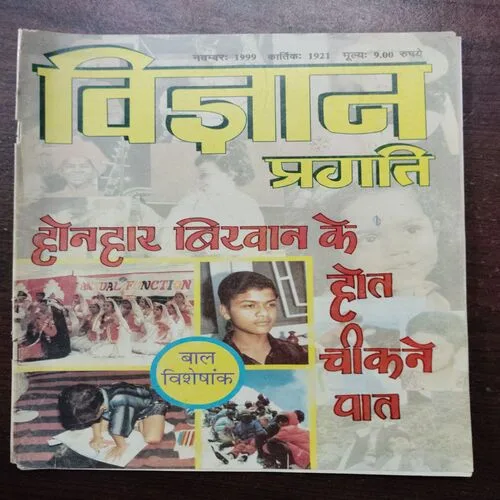 नवम्बर: 1999 कार्तिक: 1921 मूल्य: 9.00 रुपये
विज्ञान
प्रगति
होनहार बिरवान के
होत
चीकने
पात
ANNUAL FUNCTION
बाल
विशेषांक